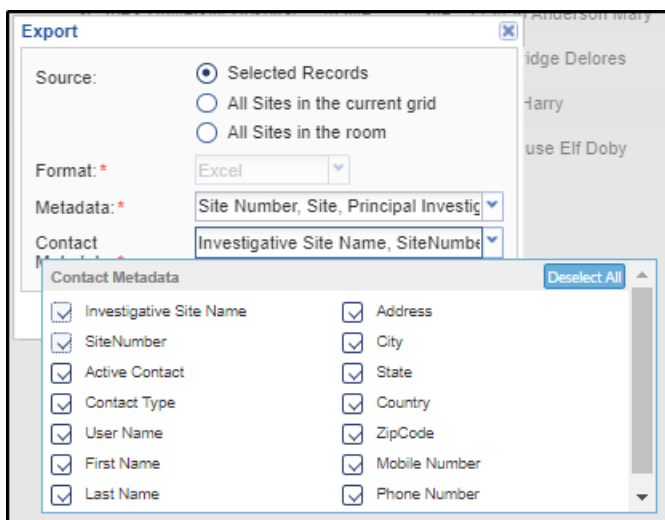 Anderson Mary
Export
ridge Delores
Source:
Selected Records
All Sites in the current grid
Harry
All Sites in the room
use Elf Doby
Format: *
Excel
Metadata: *
Site Number, Site, Principal Investig
Contact
Investigative Site Name, SiteNumbe
Contact Metadata
Deselect All
Investigative Site Name
Address
SiteNumber
City
Active Contact
State
Contact Type
Country
User Name
ZipCode
First Name
Mobile Number
Last Name
Phone Number